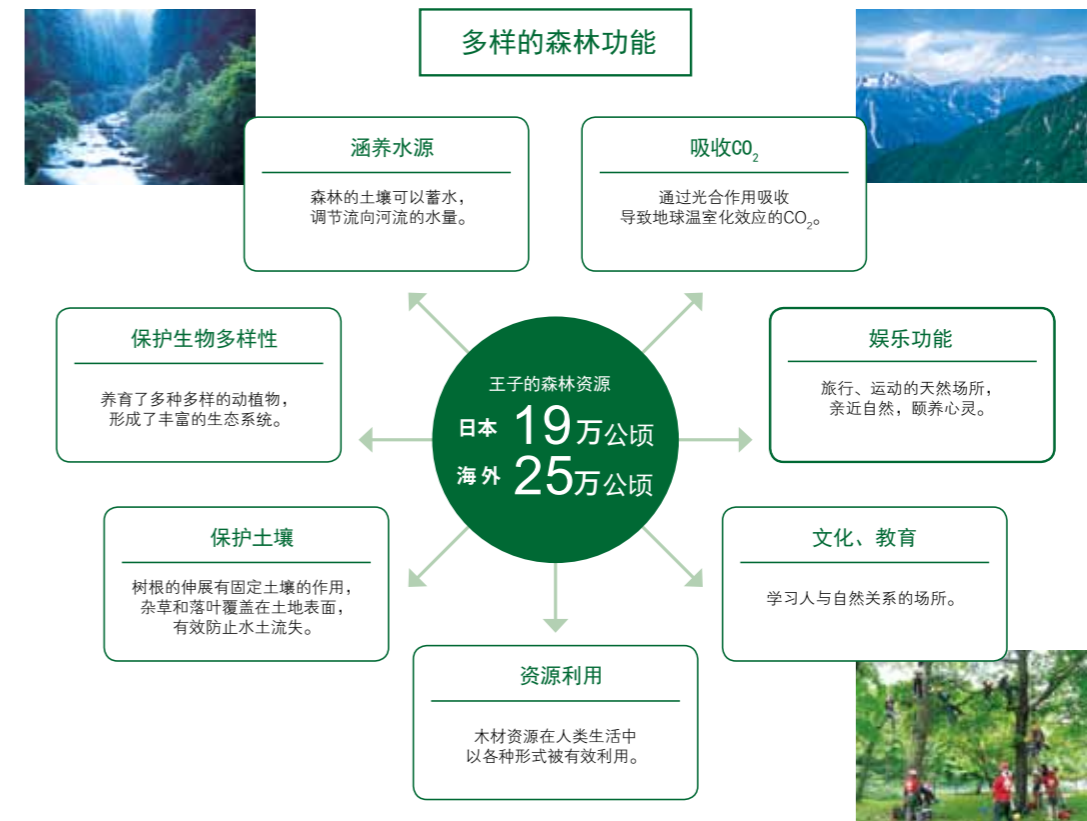 多样的森林功能
涵养水源
森林的土壤可以蓄水，
调节流向河流的水量。
吸收CO₂
通过光合作用吸收
导致地球温室化效应的CO₂。
保护生物多样性
养育了多种多样的动植物，
形成了丰富的生态系统。
王子的森林资源
日本 19万公顷
海外 25万公顷
娱乐功能
旅行、运动的天然场所，
亲近自然，颐养心灵。
保护土壤
树根的伸展有固定土壤的作用，
杂草和落叶覆盖在土地表面，
有效防止水土流失。
文化、教育
学习人与自然关系的场所。
资源利用
木材资源在人类生活中
以各种形式被有效利用。